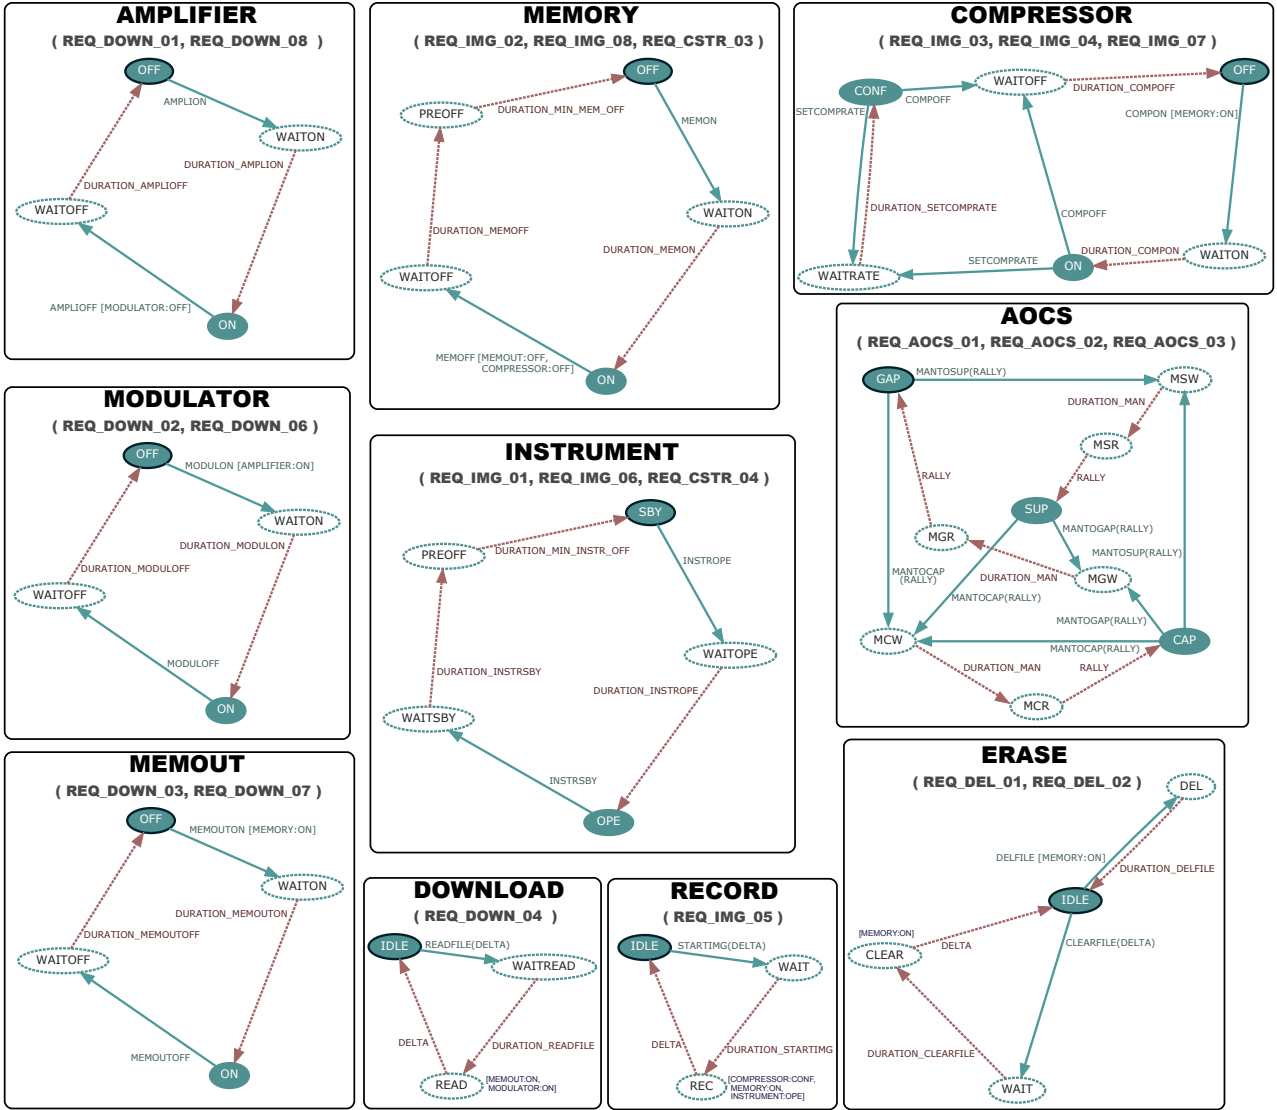 AMPLIFIER
( REQ_DOWN_01, REQ_DOWN_08 )
OFF
AMPLION
WAITON
DURATION_AMPLION
DURATION_AMPLIOFF
WAITOFF
AMPLIOFF [MODULATOR:OFF]
ON
MEMORY
( REQ_IMG_02, REQ_IMG_08, REQ_CSTR_03 )
OFF
PREOFF
DURATION_MIN_MEM_OFF
MEMON
WAITON
DURATION_MEMOFF
DURATION_MEMON
WAITOFF
MEMOFF [MEMOUT:OFF,
COMPRESSOR:OFF]
ON
COMPRESSOR
( REQ_IMG_03, REQ_IMG_04, REQ_IMG_07 )
OFF
WAITOFF
CONF
DURATION_COMPOFF
COMPOFF
SETCOMPRATE
COMPON [MEMORY:ON]
DURATION_SETCOMPRATE
COMPOFF
DURATION_COMPON
WAITON
SETCOMPRATE
ON
WAITRATE
AOCS
( REQ_AOCS_01, REQ_AOCS_02, REQ_AOCS_03 )
GAP
MANTOSUP(RALLY)
MSW
DURATION_MAN
MSR
RALLY
RALLY
SUP
MANTOGAP(RALLY)
MGR
MANTOSUP(RALLY)
MANTOCAP
(RALLY)
DURATION_MAN
MGW
MANTOCAP(RALLY)
MANTOGAP(RALLY)
MCW
CAP
MANTOCAP(RALLY)
DURATION_MAN
RALLY
MCR
MODULATOR
( REQ_DOWN_02, REQ_DOWN_06 )
OFF
MODULON [AMPLIFIER:ON]
WAITON
DURATION_MODULON
DURATION_MODULOFF
WAITOFF
MODULOFF
ON
INSTRUMENT
( REQ_IMG_01, REQ_IMG_06, REQ_CSTR_04 )
SBY
PREOFF
DURATION_MIN_INSTR_OFF
INSTROPE
WAITOPE
DURATION_INSTRSBY
DURATION_INSTROPE
WAITSBY
INSTRSBY
OPE
MEMOUT
( REQ_DOWN_03, REQ_DOWN_07 )
OFF
MEMOUTON [MEMORY:ON]
WAITON
DURATION_MEMOUTON
DURATION_MEMOUTOFF
WAITOFF
MEMOUTOFF
ON
DOWNLOAD
( REQ_DOWN_04 )
IDLE
READFILE(DELTA)
WAITREAD
DELTA
DURATION_READFILE
READ
[MEMOUT:ON,
MODULATOR:ON]
RECORD
( REQ_IMG_05 )
IDLE
STARTIMG(DELTA)
WAIT
DELTA
DURATION_STARTIMG
REC
[COMPRESSOR:CONF,
MEMORY:ON,
INSTRUMENT:OPE]
ERASE
( REQ_DEL_01, REQ_DEL_02 )
DEL
DELFILE [MEMORY:ON]
DURATION_DELFILE
IDLE
[MEMORY:ON]
CLEAR
DELTA
CLEARFILE(DELTA)
DURATION_CLEARFILE
WAIT